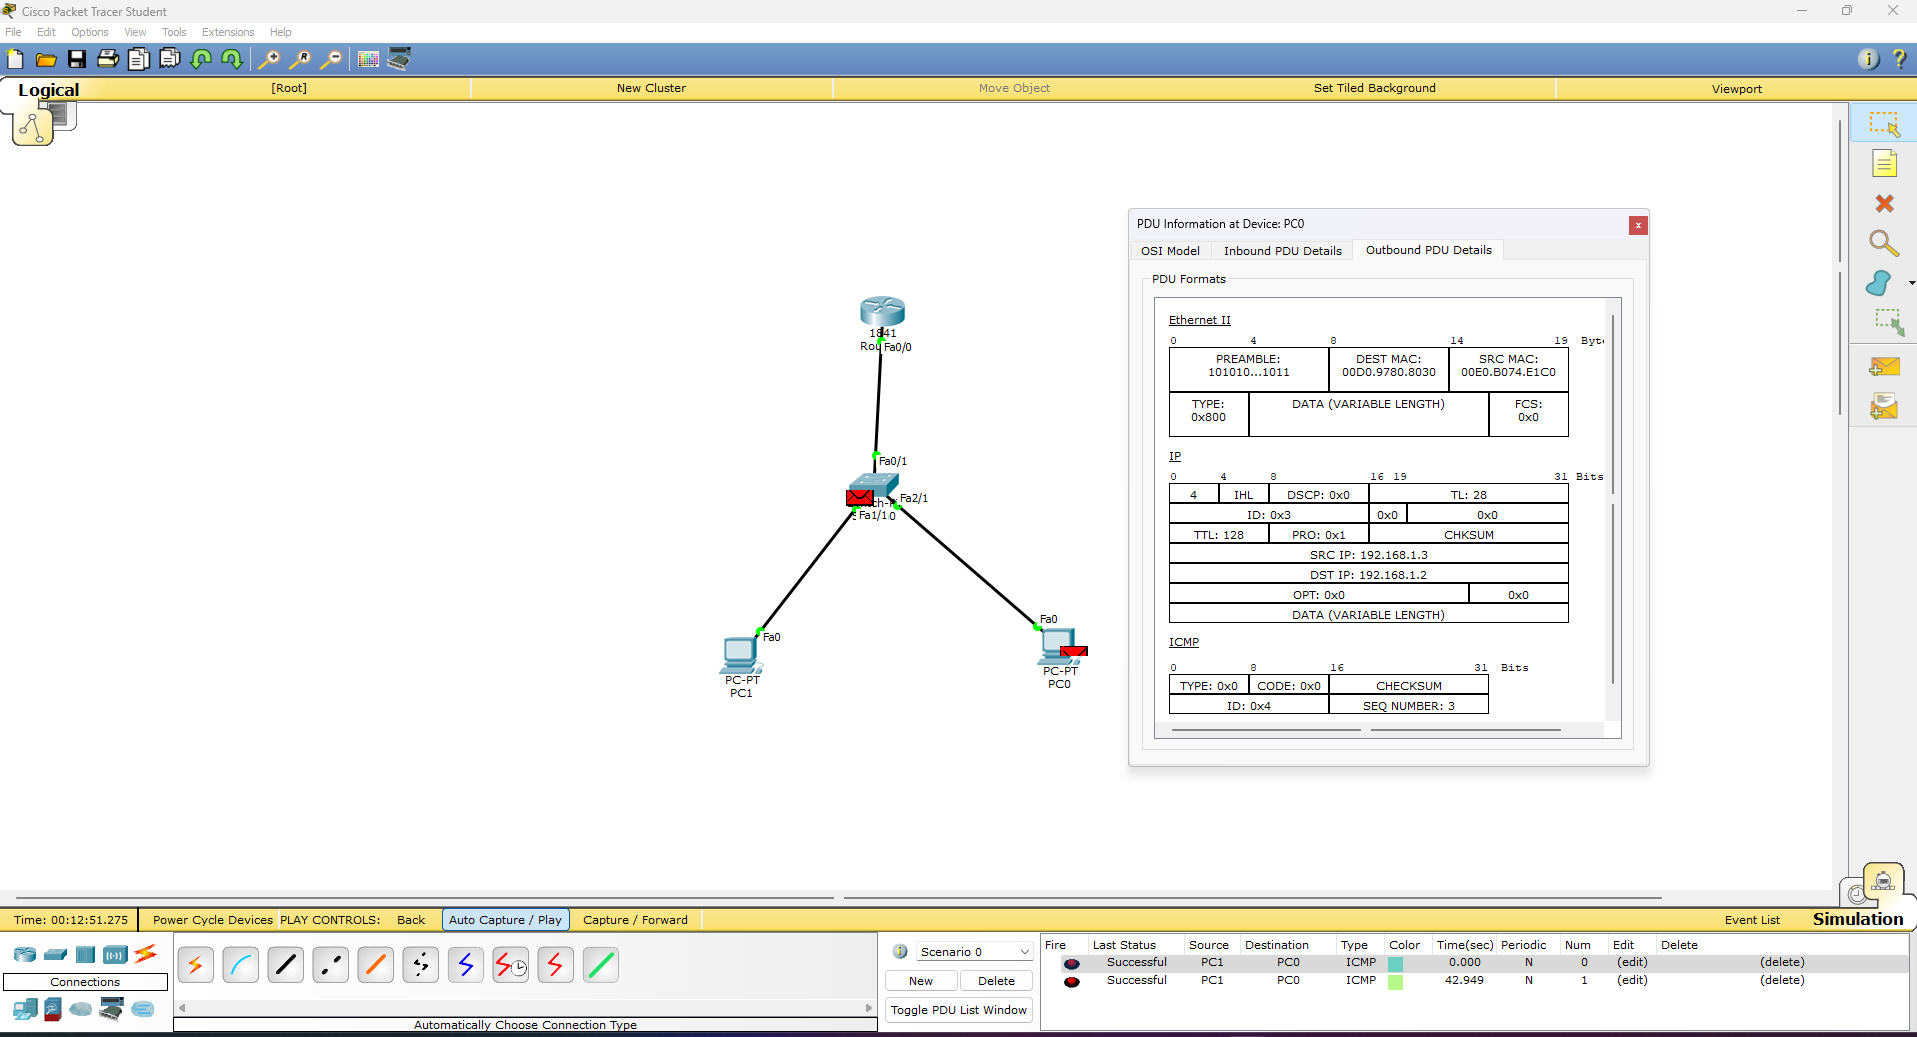 Cisco Packet Tracer Student
File Edit Options View Tools Extensions Help
Logical [Root] New Cluster Move Object Set Tiled Background Viewport
PDU Information at Device: PC0
OSI Model Inbound PDU Details Outbound PDU Details
PDU Formats
Ethernet II
0 4 8 14 19
PREAMBLE: DEST MAC: SRC MAC:
101010...1011 00D0.9780.8030 00E0.B074.E1C0
TYPE: DATA (VARIABLE LENGTH) FCS:
0x800 0x0
IP
0 4 8 16 19 31 Bits
4 IHL DSCP: 0x0 TL: 28
ID: 0x3 0x0 0x0
TTL: 128 PRO: 0x1 CHKSUM
SRC IP: 192.168.1.3
DST IP: 192.168.1.2
OPT: 0x0 0x0
DATA (VARIABLE LENGTH)
ICMP
0 8 16 31 Bits
TYPE: 0x0 CODE: 0x0 CHECKSUM
ID: 0x4 SEQ NUMBER: 3
1841
Fa0/0
Fa0/1
Fa2/1
Fa1/1
Fa0
PC-PT
PC1
Fa0
PC-PT
PC0
Time: 00:12:51.275 Power Cycle Devices PLAY CONTROLS: Back Auto Capture / Play Capture / Forward Event List Simulation
Connections
Automatically Choose Connection Type
Scenario 0
New Delete
Toggle PDU List Window
Fire Last Status Source Destination Type Color Time(sec) Periodic Num Edit Delete
Successful PC1 PC0 ICMP 0.000 N 0 (edit) (delete)
Successful PC1 PC0 ICMP 42.949 N 1 (edit) (delete)